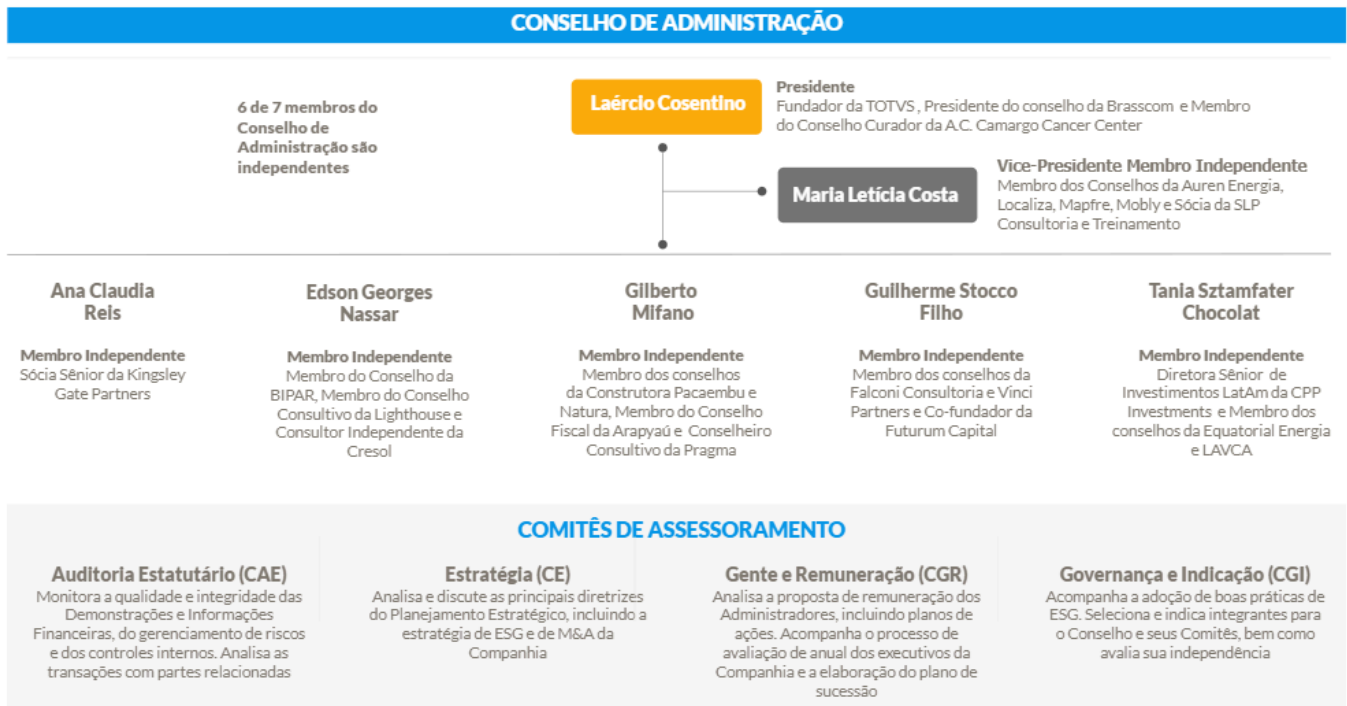 CONSELHO DE ADMINISTRAÇÃO
6 de 7 membros do
Conselho de
Administração são
independentes
Laércio Cosentino
Presidente
Fundador da TOTVS , Presidente do conselho da Brasscom e Membro
do Conselho Curador da A.C. Camargo Cancer Center
Maria Letícia Costa
Vice-Presidente Membro Independente
Membro dos Conselhos da Auren Energia,
Localiza, Mapfre, Mobly e Sócia da SLP
Consultoria e Treinamento
Ana Claudia
Reis
Membro Independente
Sócia Sênior da Kingsley
Gate Partners
Edson Georges
Nassar
Membro Independente
Membro do Conselho da
BIPAR, Membro do Conselho
Consultivo da Lighthouse e
Consultor Independente da
Cresol
Gilberto
Mifano
Membro Independente
Membro dos conselhos
da Construtora Pacaembu e
Natura, Membro do Conselho
Fiscal da Arapyaú e Conselheiro
Consultivo da Pragma
Guilherme Stocco
Filho
Membro Independente
Membro dos conselhos da
Falconi Consultoria e Vinci
Partners e Co-fundador da
Futurum Capital
Tania Sztamfater
Chocolat
Membro Independente
Diretora Sênior de
Investimentos LatAm da CPP
Investments e Membro dos
conselhos da Equatorial Energia
e LAVCA
COMITÊS DE ASSESSORAMENTO
Auditoria Estatutário (CAE)
Monitora a qualidade e integridade das
Demonstrações e Informações
Financeiras, do gerenciamento de riscos
e dos controles internos. Analisa as
transações com partes relacionadas
Estratégia (CE)
Analisa e discute as principais diretrizes
do Planejamento Estratégico, incluindo a
estratégia de ESG e de M&A da
Companhia
Gente e Remuneração (CGR)
Analisa a proposta de remuneração dos
Administradores, incluindo planos de
ações. Acompanha o processo de
avaliação de anual dos executivos da
Companhia e a elaboração do plano de
sucessão
Governança e Indicação (CGI)
Acompanha a adoção de boas práticas de
ESG. Seleciona e indica integrantes para
o Conselho e seus Comitês, bem como
avalia sua independência